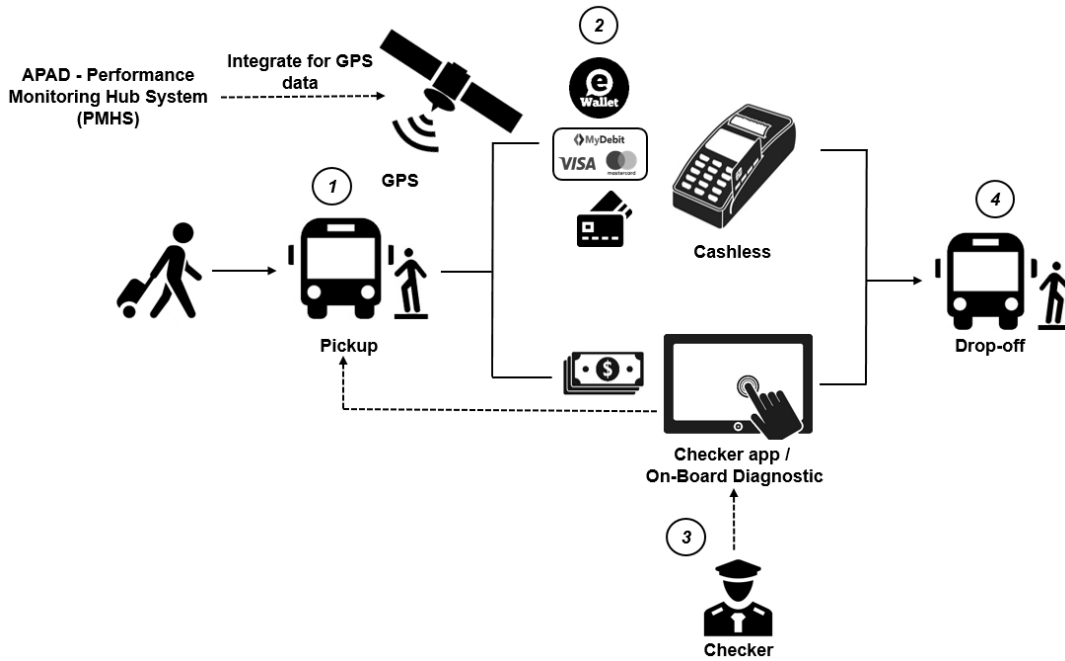 2
APAD - Performance
Monitoring Hub System
(PMHS)
Integrate for GPS
data
e
Wallet
MyDebit
VISA
mastercard
GPS
1
4
$
Cashless
Pickup
Drop-off
Checker app /
On-Board Diagnostic
3
Checker